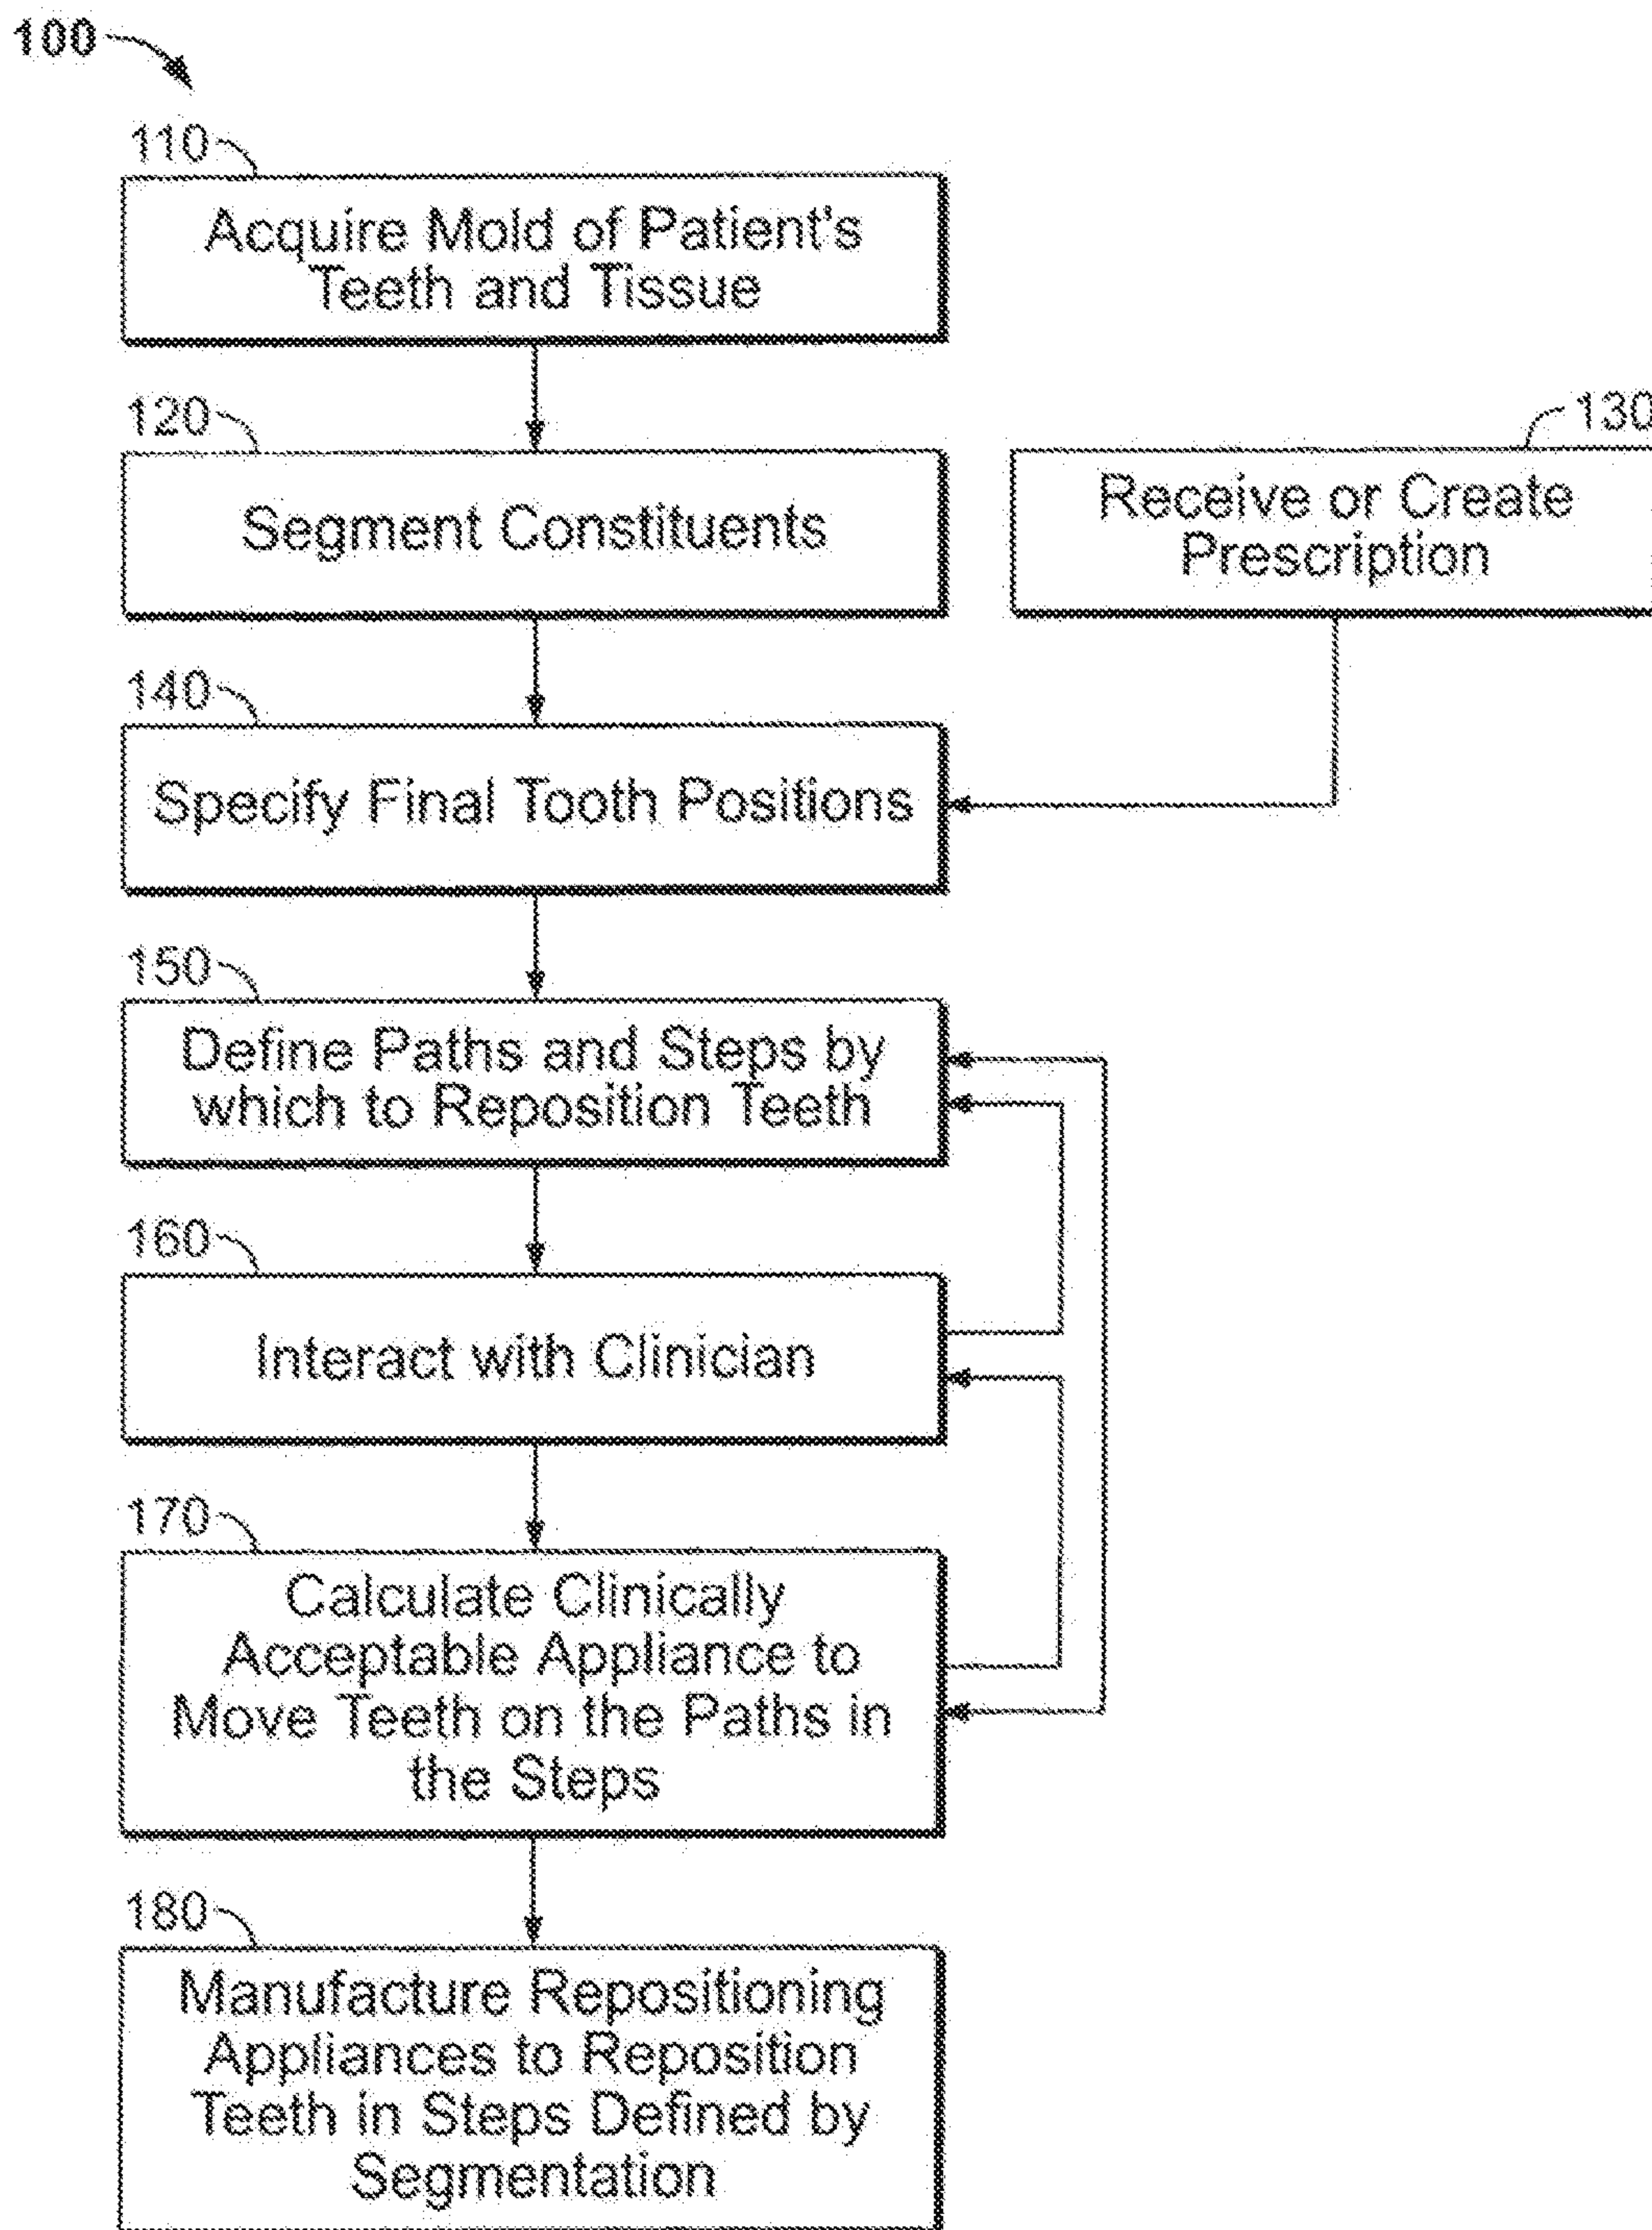 100
110
Acquire Mold of Patient's
Teeth and Tissue
120
Segment Constituents
130
Receive or Create
Prescription
140
Specify Final Tooth Positions
150
Define Paths and Steps by
which to Reposition Teeth
160
Interact with Clinician
170
Calculate Clinically
Acceptable Appliance to
Move Teeth on the Paths in
the Steps
180
Manufacture Repositioning
Appliances to Reposition
Teeth in Steps Defined by
Segmentation